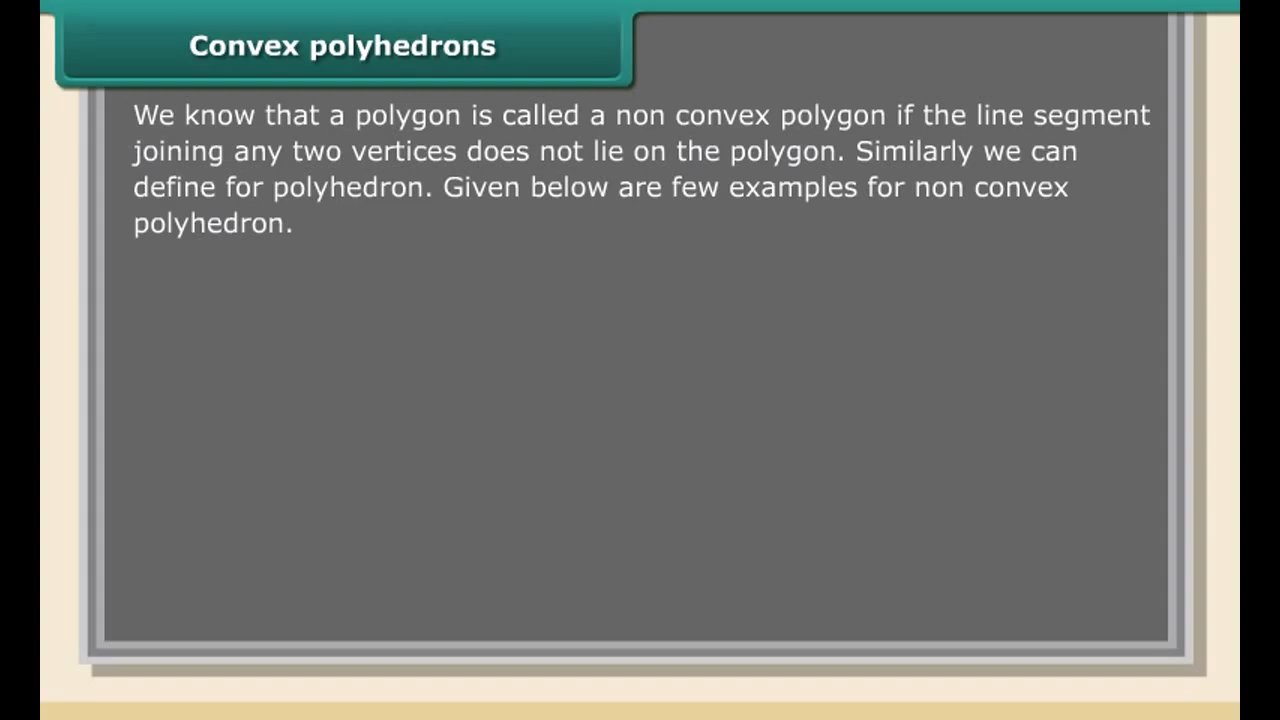 Convex polyhedrons
We know that a polygon is called a non convex polygon if the line segment
joining any two vertices does not lie on the polygon. Similarly we can
define for polyhedron. Given below are few examples for non convex
polyhedron.